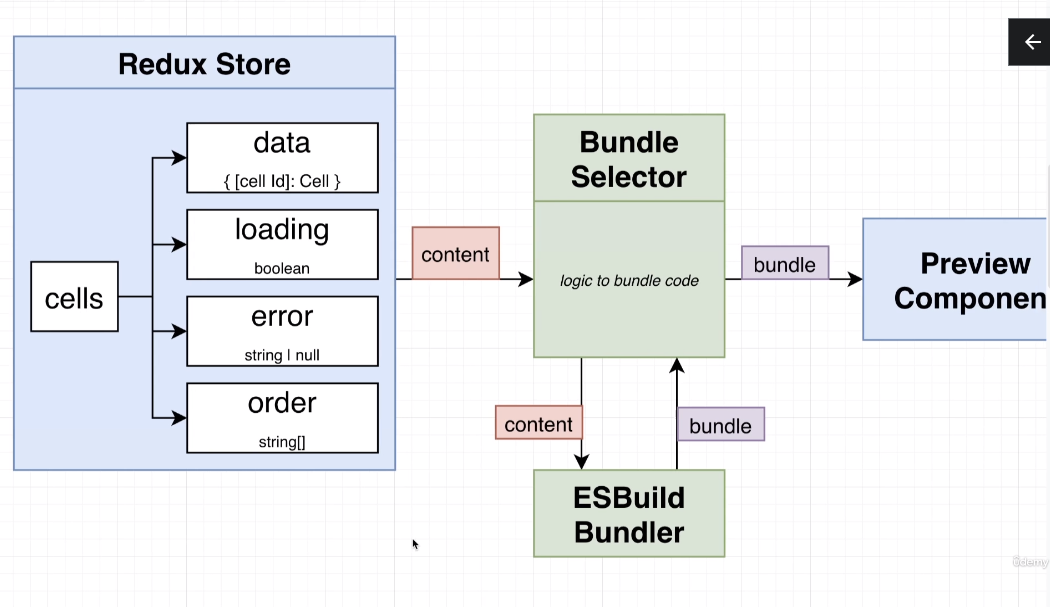 Redux Store
data
{ [cell Id]: Cell }
loading
boolean
cells
error
string | null
order
string[]
content
Bundle
Selector
logic to bundle code
bundle
Preview
Componen
content
bundle
ESBuild
Bundler
ûdemy